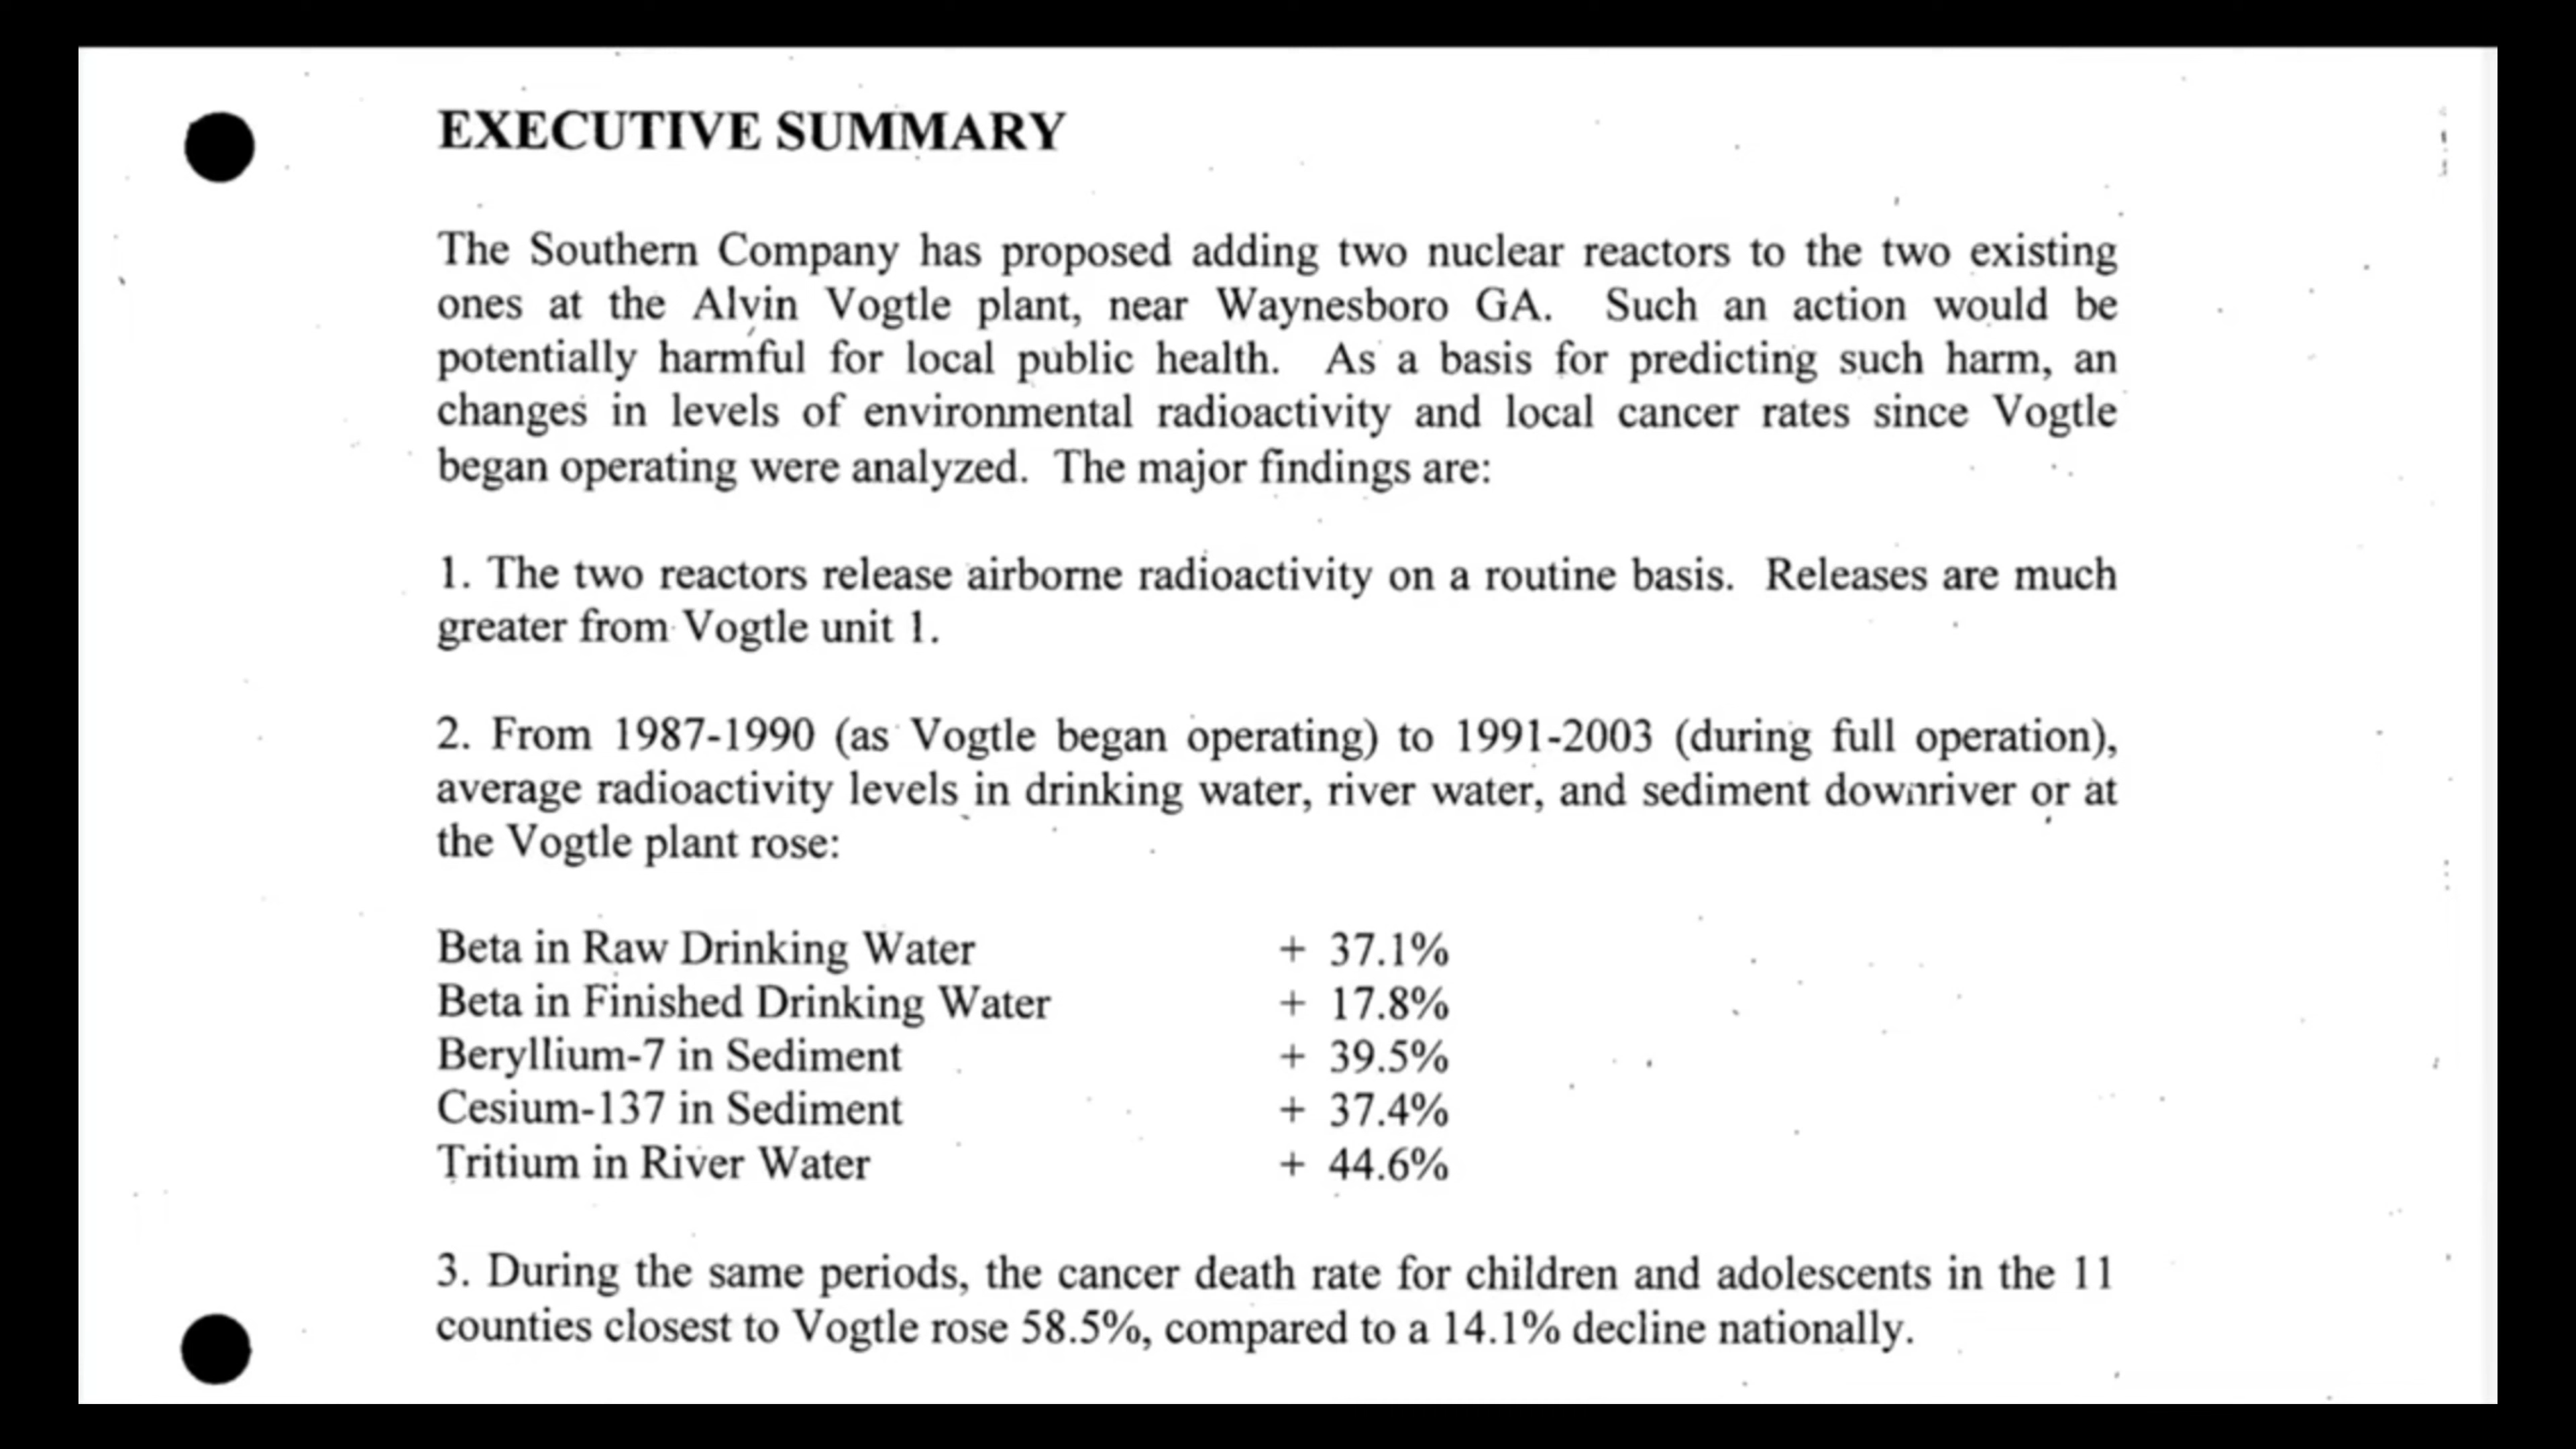 EXECUTIVE SUMMARY
The Southern Company has proposed adding two nuclear reactors to the two existing
ones at the Alvin Vogtle plant, near Waynesboro GA. Such an action would be
potentially harmful for local public health. As a basis for predicting such harm, an
changes in levels of environmental radioactivity and local cancer rates since Vogtle
began operating were analyzed. The major findings are:
1. The two reactors release airborne radioactivity on a routine basis. Releases are much
greater from Vogtle unit 1.
2. From 1987-1990 (as Vogtle began operating) to 1991-2003 (during full operation),
average radioactivity levels in drinking water, river water, and sediment downriver or at
the Vogtle plant rose:
Beta in Raw Drinking Water + 37.1%
Beta in Finished Drinking Water + 17.8%
Beryllium-7 in Sediment + 39.5%
Cesium-137 in Sediment + 37.4%
Tritium in River Water + 44.6%
3. During the same periods, the cancer death rate for children and adolescents in the 11
counties closest to Vogtle rose 58.5%, compared to a 14.1% decline nationally.